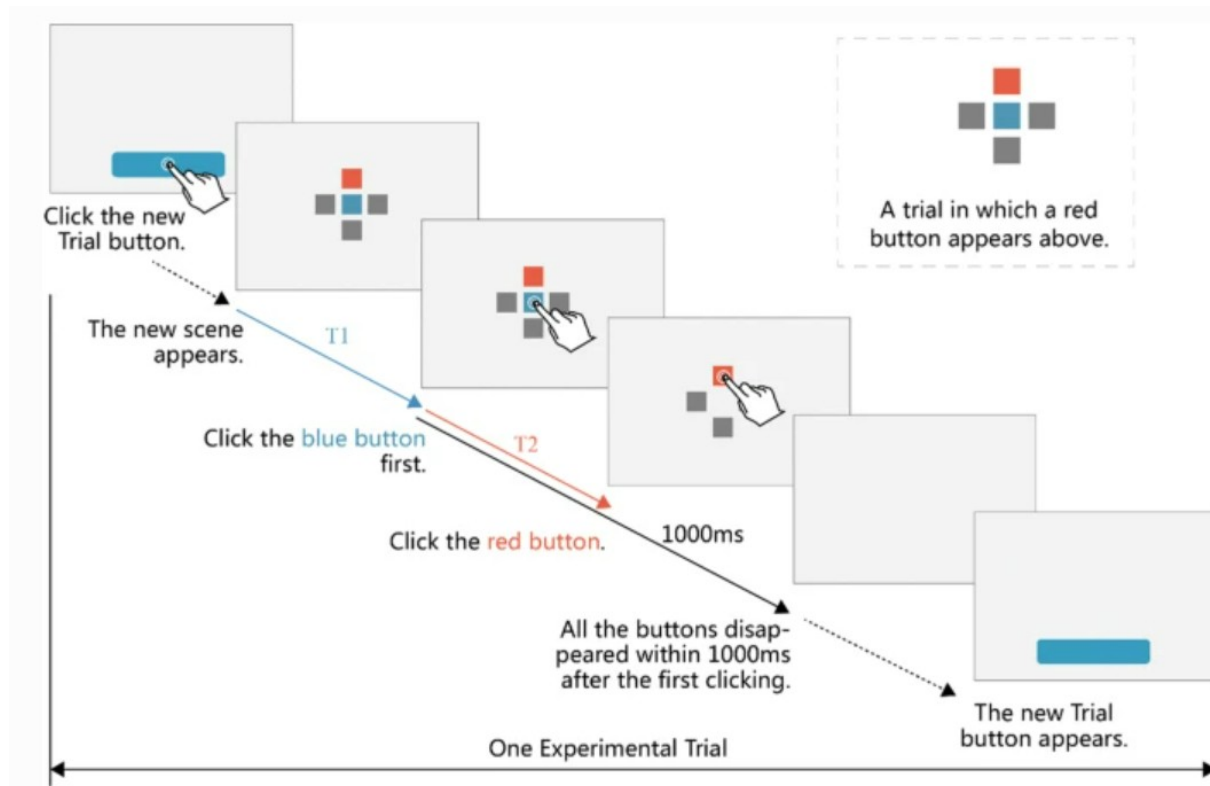 Click the new
Trial button.
The new scene
appears.
T1
Click the blue button
first.
T2
Click the red button.
1000ms
All the buttons disap-
peared within 1000ms
after the first clicking.
The new Trial
button appears.
One Experimental Trial
A trial in which a red
button appears above.